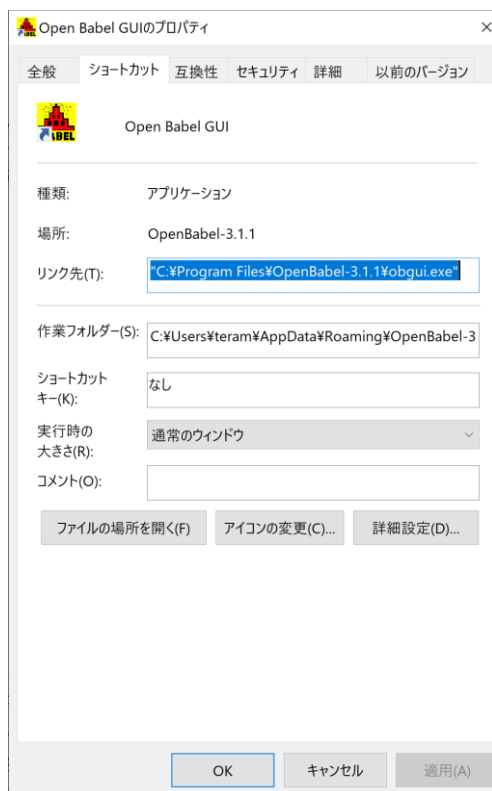 Open Babel GUIのプロパティ
全般 ショートカット 互換性 セキュリティ 詳細 以前のバージョン
Open Babel GUI
種類: アプリケーション
場所: OpenBabel-3.1.1
リンク先(T): "C:¥Program Files¥OpenBabel-3.1.1¥obgui.exe"
作業フォルダー(S): C:¥Users¥teram¥AppData¥Roaming¥OpenBabel-3
ショートカット
キー(K): なし
実行時の
大きさ(R): 通常のウィンドウ
コメント(O):
ファイルの場所を開く(F) アイコンの変更(C)... 詳細設定(D)...
OK キャンセル 適用(A)